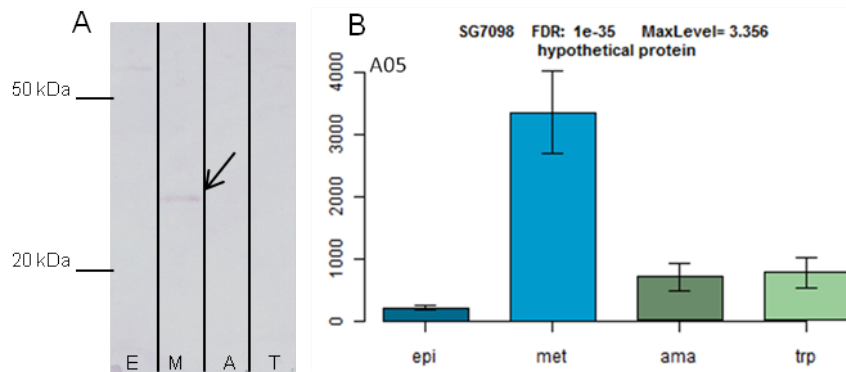 A
50 kDa
20 kDa
E M A T
B
SG7098 FDR: 1e-35 MaxLevel= 3.356
hypothetical protein
A05
4000
3000
2000
1000
0
epi met ama trp